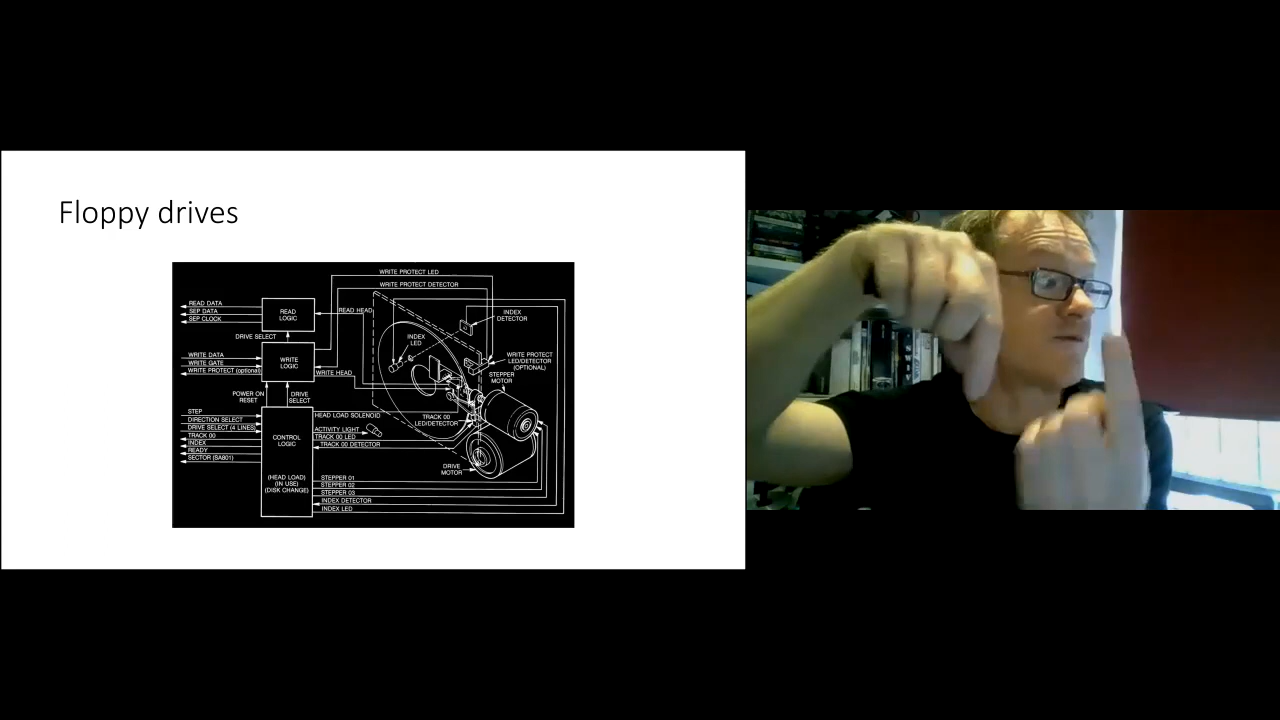 Floppy drives
WRITE PROTECT LED
WRITE PROTECT DETECTOR
READ DATA
SEP DATA
SEP CLOCK
READ
LOGIC
READ HEAD
INDEX
DETECTOR
DRIVE SELECT
INDEX
LED
WRITE DATA
WRITE GATE
WRITE PROTECT (optional)
WRITE
LOGIC
WRITE HEAD
WRITE PROTECT
LED/DETECTOR
(OPTIONAL)
STEPPER
MOTOR
POWER ON
RESET
DRIVE
SELECT
STEP
DIRECTION SELECT
DRIVE SELECT (4 LINES)
TRACK 00
INDEX
READY
SECTOR (SA801)
CONTROL
LOGIC
(HEAD LOAD)
(IN USE)
(DISK CHANGE)
HEAD LOAD SOLENOID
TRACK 00
LED/DETECTOR
ACTIVITY LIGHT
TRACK 00 LED
TRACK 00 DETECTOR
DRIVE
MOTOR
STEPPER 01
STEPPER 02
STEPPER 03
INDEX DETECTOR
INDEX LED